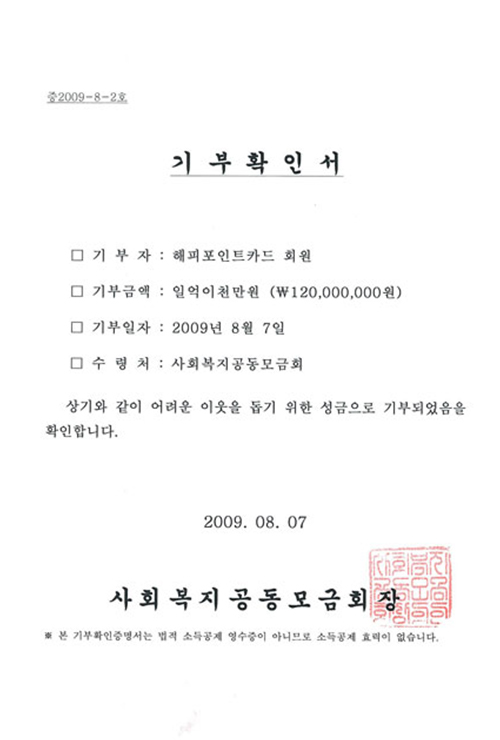 증2009-8-2호
기 부 확 인 서
□ 기 부 자 : 해피포인트카드 회원
□ 기부금액 : 일억이천만원 (₩120,000,000원)
□ 기부일자 : 2009년 8월 7일
□ 수 령 처 : 사회복지공동모금회
상기와 같이 어려운 이웃을 돕기 위한 성금으로 기부되었음을
확인합니다.
2009. 08. 07
사회복지공동모금회장
※ 본 기부확인증명서는 법적 소득공제 영수증이 아니므로 소득공제 효력이 없습니다.